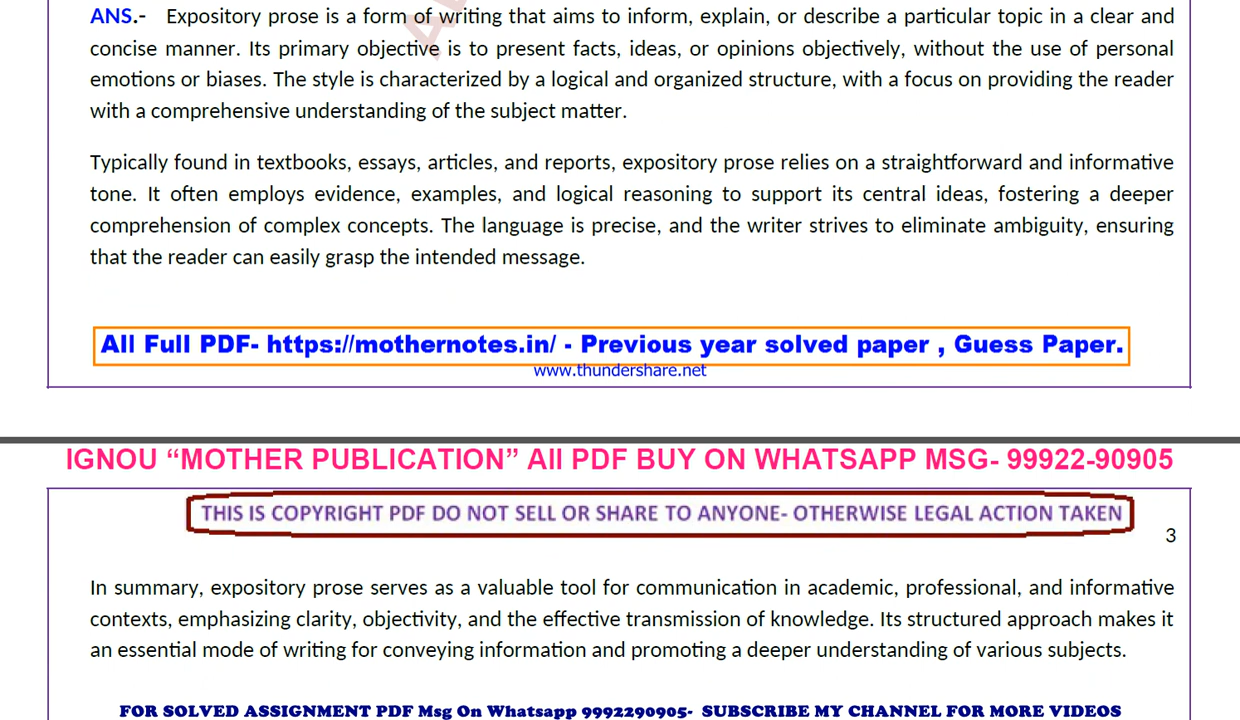 ANS.- Expository prose is a form of writing that aims to inform, explain, or describe a particular topic in a clear and
concise manner. Its primary objective is to present facts, ideas, or opinions objectively, without the use of personal
emotions or biases. The style is characterized by a logical and organized structure, with a focus on providing the reader
with a comprehensive understanding of the subject matter.
Typically found in textbooks, essays, articles, and reports, expository prose relies on a straightforward and informative
tone. It often employs evidence, examples, and logical reasoning to support its central ideas, fostering a deeper
comprehension of complex concepts. The language is precise, and the writer strives to eliminate ambiguity, ensuring
that the reader can easily grasp the intended message.
All Full PDF- https://mothernotes.in/ - Previous year solved paper , Guess Paper.
www.thundershare.net
IGNOU “MOTHER PUBLICATION” All PDF BUY ON WHATSAPP MSG- 99922-90905
THIS IS COPYRIGHT PDF DO NOT SELL OR SHARE TO ANYONE- OTHERWISE LEGAL ACTION TAKEN
3
In summary, expository prose serves as a valuable tool for communication in academic, professional, and informative
contexts, emphasizing clarity, objectivity, and the effective transmission of knowledge. Its structured approach makes it
an essential mode of writing for conveying information and promoting a deeper understanding of various subjects.
FOR SOLVED ASSIGNMENT PDF Msg On Whatsapp 9992290905- SUBSCRIBE MY CHANNEL FOR MORE VIDEOS